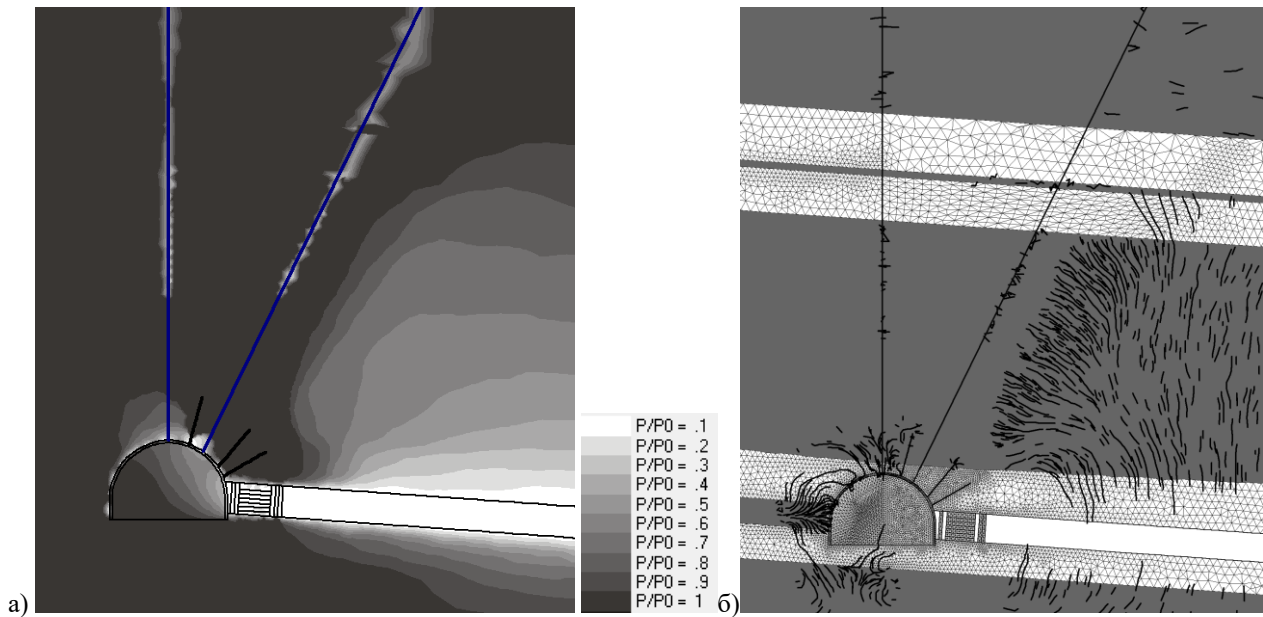 P/P0 = .1
P/P0 = .2
P/P0 = .3
P/P0 = .4
P/P0 = .5
P/P0 = .6
P/P0 = .7
P/P0 = .8
P/P0 = .9
P/P0 = 1
а)
б)